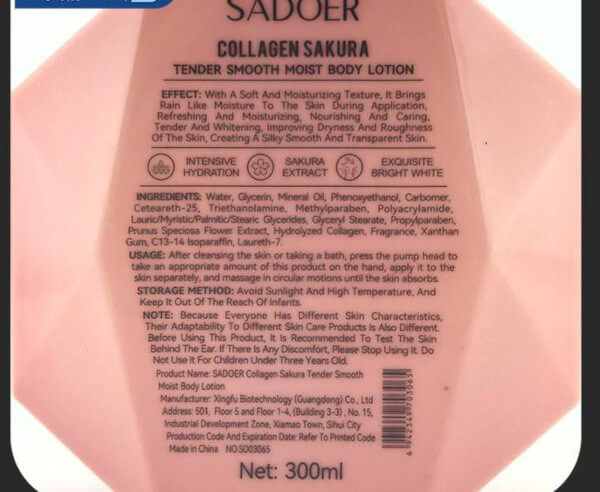 SADOER
COLLAGEN SAKURA
TENDER SMOOTH MOIST BODY LOTION
EFFECT: With A Soft And Moisturizing Texture, It Brings
Rain Like Moisture To The Skin During Application,
Refreshing And Moisturizing, Nourishing And Caring,
Tender And Whitening, Improving Dryness And Roughness
Of The Skin, Creating A Silky Smooth And Transparent Skin.
INTENSIVE
HYDRATION
SAKURA
EXTRACT
EXQUISITE
BRIGHT WHITE
INGREDIENTS: Water, Glycerin, Mineral Oil, Phenoxyethanol, Carborner,
Ceteareth-25, Triethanolamine, Methylparaben, Polyacrylamide,
Lauric/Myristic/Palmitic/Stearic Glycerides, Glyceryl Stearate, Propylparaben,
Prunus Speciosa Flower Extract, Hydrolyzed Collagen, Fragrance, Xanthan
Gum, C13-14 Isoparaffin, Laureth-7.
USAGE: After cleansing the skin or taking a bath, press the pump head to
take an appropriate amount of this product on the hand, apply it to the
skin separately, and massage in circular motions until the skin absorbs.
STORAGE METHOD: Avoid Sunlight And High Temperature, And
Keep It Out Of The Reach Of Infants.
NOTE: Because Everyone Has Different Skin Characteristics,
Their Adaptability To Different Skin Care Products Is Also Different.
Before Using This Product, It Is Recommended To Test The Skin
Behind The Ear. If There Is Any Discomfort, Please Stop Using It. Do
Not Use It For Children Under Three Years Old.
Product Name: SADOER Collagen Sakura Tender Smooth
Moist Body Lotion
Manufacturer: Xingfu Biotechnology (Guangdong) Co., Ltd
Address: 501, Floor 5 and Floor 1-4, (Building 3-3) , No. 15,
Industrial Development Zone, Xiamao Town, Sihui City
Production Code And Expiration Date: Refer To Printed Code
Made in China NO.SD03065
6942349703065
Net: 300ml